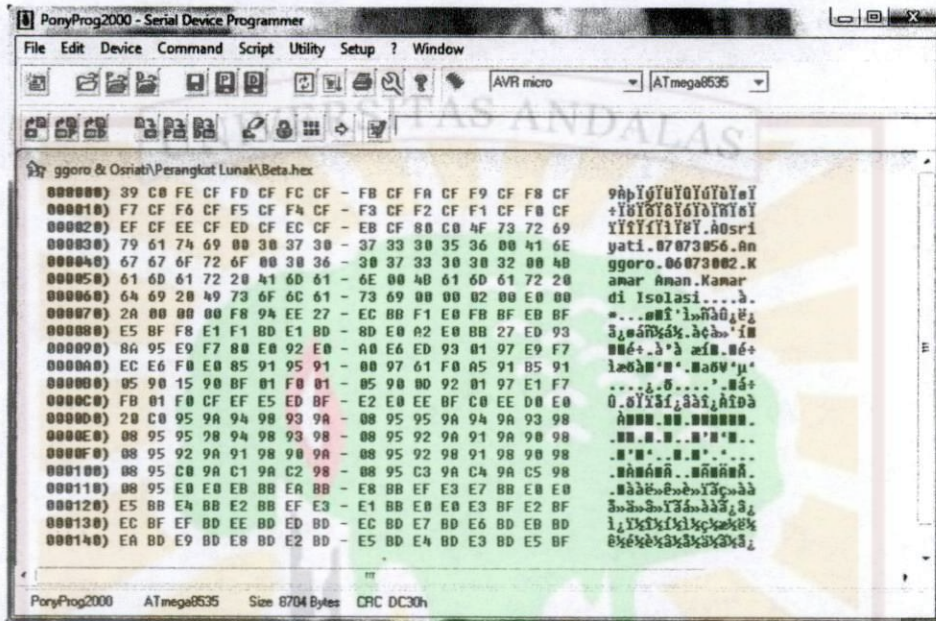 PonyProg2000 - Serial Device Programmer
File Edit Device Command Script Utility Setup ? Window
AVR micro ATmega8535
UNIVERSITAS ANDALAS
ggoro & Osriati\Perangkat Lunak\Beta.hex
000000) 39 C0 FE CF FD CF FC CF - FB CF FA CF F9 CF F8 CF
000010) F7 CF F6 CF F5 CF F4 CF - F3 CF F2 CF F1 CF F0 CF
000020) EF CF EE CF ED CF EC CF - EB CF 80 C0 4F 73 72 69
000030) 79 61 74 69 00 30 37 30 - 37 33 30 35 36 00 41 6E
000040) 67 67 6F 72 6F 00 30 36 - 30 37 33 30 30 32 00 4B
000050) 61 6D 61 72 20 41 6D 61 - 6E 00 4B 61 6D 61 72 20
000060) 64 69 20 49 73 6F 6C 61 - 73 69 00 00 02 00 E0 00
000070) 2A 00 00 00 F8 94 EE 27 - EC BB F1 E0 FB BF EB BF
000080) E5 BF F8 E1 F1 BD E1 BD - 8D E0 A2 E0 BB 27 ED 93
000090) 8A 95 E9 F7 80 E0 92 E0 - A0 E6 ED 93 01 97 E9 F7
0000A0) EC E6 F0 E0 85 91 95 91 - 00 97 61 F0 A5 91 B5 91
0000B0) 05 90 15 90 BF 01 F0 01 - 05 90 0D 92 01 97 E1 F7
0000C0) FB 01 F0 CF EF E5 ED BF - E2 E0 EE BF C0 EE D0 E0
0000D0) 20 C0 95 9A 94 98 93 9A - 08 95 95 9A 94 9A 93 98
0000E0) 08 95 95 98 94 98 93 98 - 08 95 92 9A 91 9A 90 98
0000F0) 08 95 92 9A 91 98 90 9A - 08 95 92 98 91 98 90 98
000100) 08 95 C0 9A C1 9A C2 98 - 08 95 C3 9A C4 9A C5 98
000110) 08 95 E0 E0 EB BB EA BB - E8 BB EF E3 E7 BB E0 E0
000120) E5 BB E4 BB E2 BB EF E3 - E1 BB E0 E0 E3 BF E2 BF
000130) EC BF EF BD EE BD ED BD - EC BD E7 BD E6 BD EB BD
000140) EA BD E9 BD E8 BD E2 BD - E5 BD E4 BD E3 BD E5 BF
PonyProg2000 ATmega8535 Size 8704 Bytes CRC DC30h